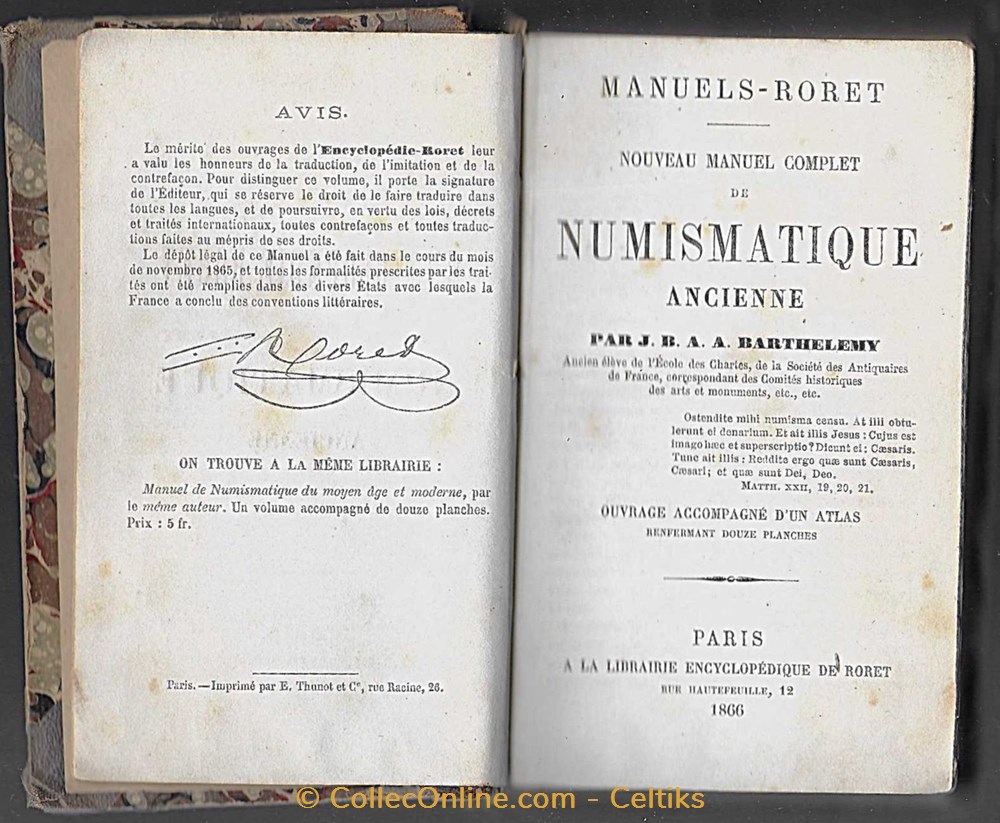 AVIS.
Le mérite des ouvrages de l'Encyclopédie-Roret leur
a valu les honneurs de la traduction, de l'imitation et de la
contrefaçon. Pour distinguer ce volume, il porte la signature
de l'Éditeur, qui se réserve le droit de le faire traduire dans
toutes les langues, et de poursuivre, en vertu des lois, décrets
et traités internationaux, toutes contrefaçons et toutes traduc-
tions faites au mépris de ses droits.
Le dépôt légal de ce Manuel a été fait dans le cours du mois
de novembre 1865, et toutes les formalités prescrites par les trai-
tés ont été remplies dans les divers États avec lesquels la
France a conclu des conventions littéraires.
Roret
ON TROUVE A LA MÊME LIBRAIRIE :
Manuel de Numismatique du moyen âge et moderne, par
le même auteur. Un volume accompagné de douze planches.
Prix : 5 fr.
Paris. — Imprimé par E. Thunot et Cᵉ, rue Racine, 26.
MANUELS-RORET
NOUVEAU MANUEL COMPLET
DE
NUMISMATIQUE
ANCIENNE
PAR J. B. A. A. BARTHELEMY
Ancien élève de l'École des Chartes, de la Société des Antiquaires
de France, correspondant des Comités historiques
des arts et monuments, etc., etc.
Ostendite mihi numisma census. At illi obtu-
lerunt ei denarium. Et ait illis Jesus : Cujus est
imago hæc et superscriptio? Dicunt ei : Cæsaris.
Tunc ait illis : Reddite ergo quæ sunt Cæsaris,
Cæsari; et quæ sunt Dei, Deo.
MATTH. XXII, 19, 20, 21.
OUVRAGE ACCOMPAGNÉ D'UN ATLAS
RENFERMANT DOUZE PLANCHES
PARIS
A LA LIBRAIRIE ENCYCLOPÉDIQUE DE RORET
RUE HAUTEFEUILLE, 12
1866
© CollecOnline.com - Celtiks